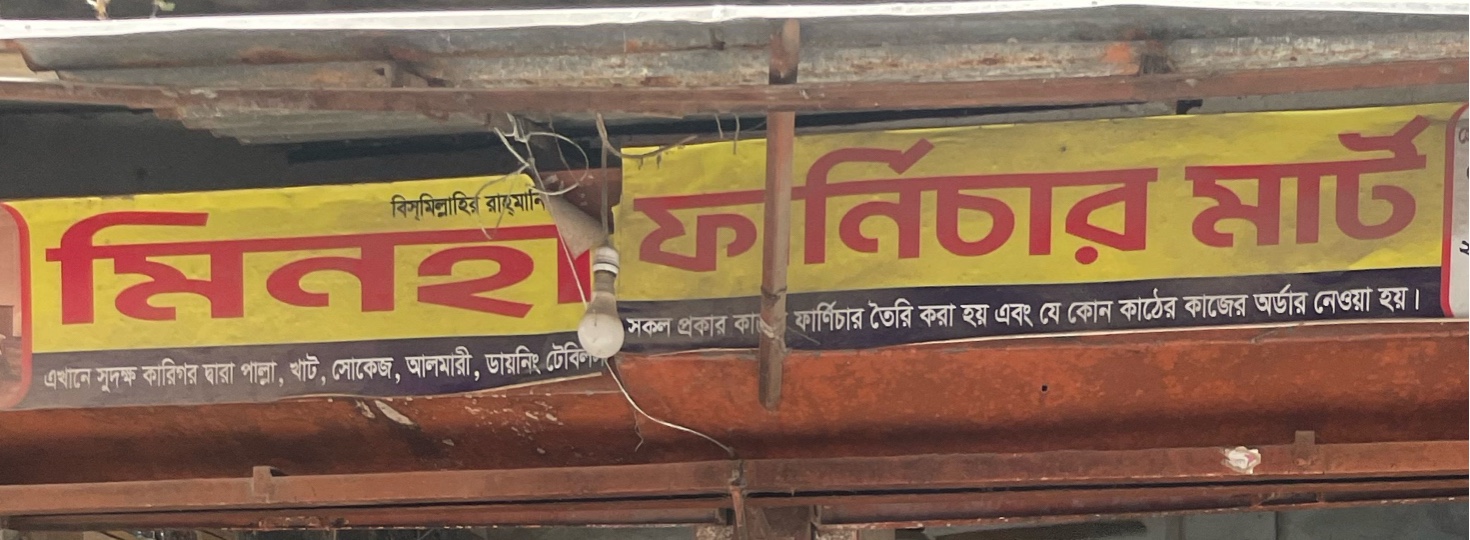 বিস্‌মিল্লাহির রাহ্‌মানি
মিনহা ফার্নিচার মার্ট
এখানে সুদক্ষ কারিগর দ্বারা পাল্লা, খাট, সোকেজ, আলমারী, ডায়নিং টেবিল সকল প্রকার ফার্ণিচার তৈরি করা হয় এবং যে কোন কাঠের কাজের অর্ডার নেওয়া হয়।